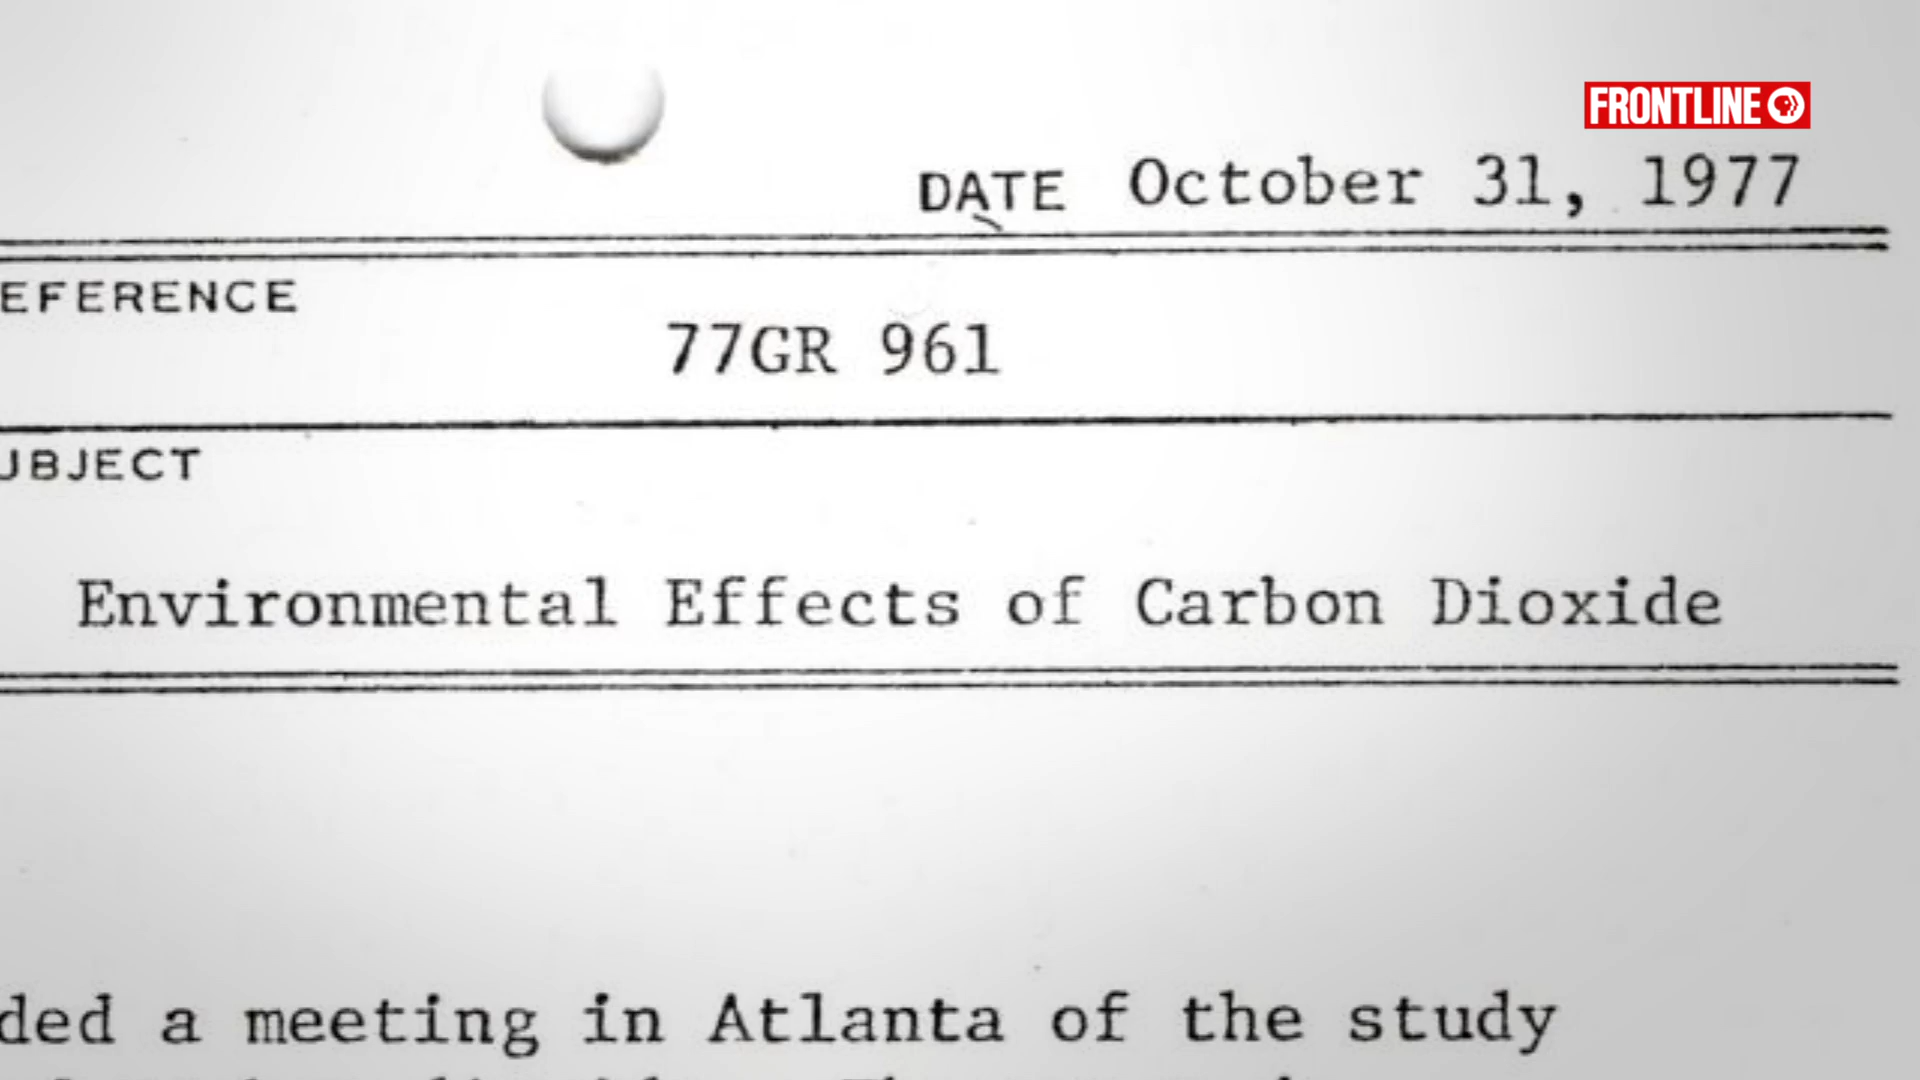 FRONTLINE
DATE October 31, 1977
EFERENCE
77GR 961
UBJECT
Environmental Effects of Carbon Dioxide
ded a meeting in Atlanta of the study